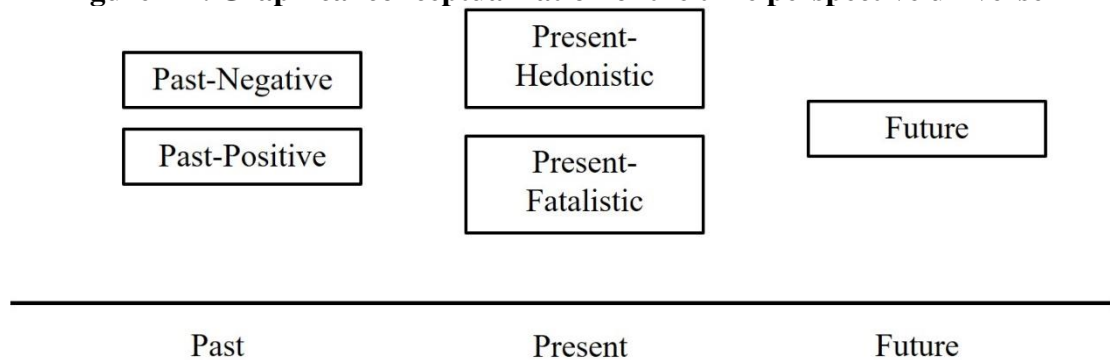 Past-Negative
Past-Positive
Present-
Hedonistic
Present-
Fatalistic
Future
Past Present Future